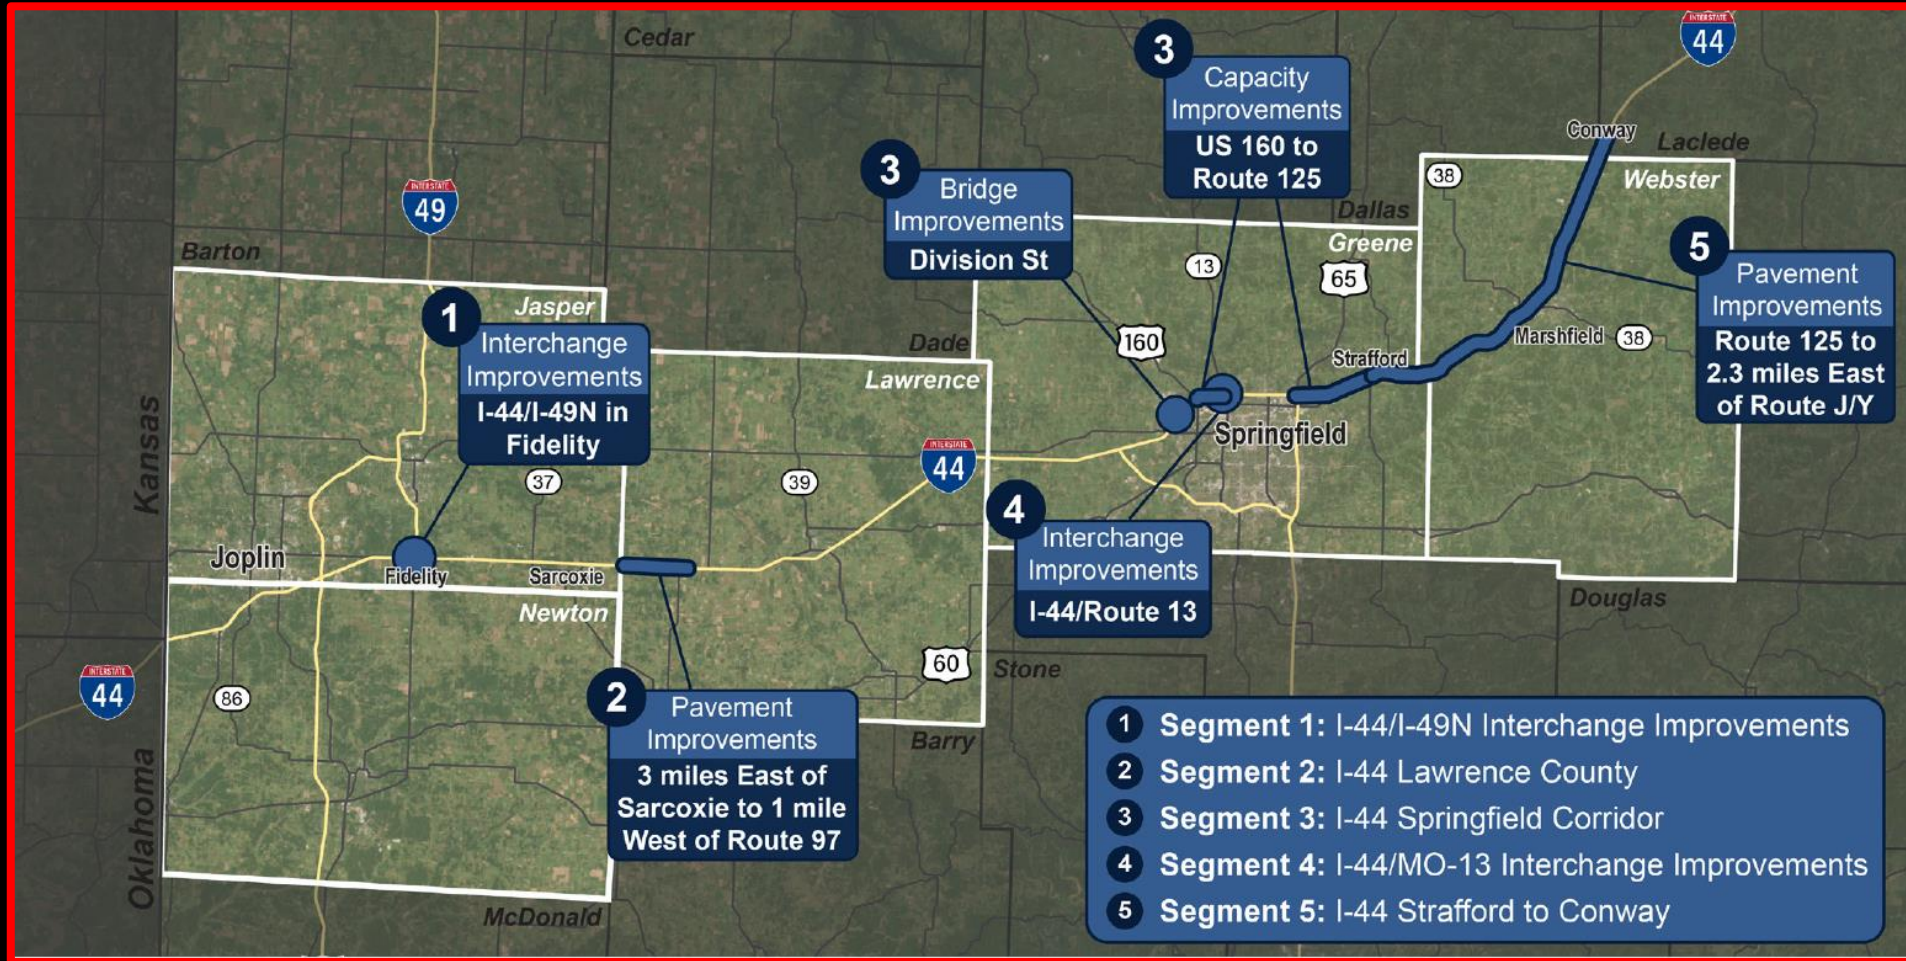 Cedar
INTERSTATE
44
3
Capacity
Improvements
US 160 to
Route 125
Conway
Laclede
3
Bridge
Improvements
Division St
38
Webster
INTERSTATE
49
Dallas
Greene
Barton
13
65
5
Pavement
Improvements
Route 125 to
2.3 miles East
of Route J/Y
Jasper
1
Interchange
Improvements
I-44/I-49N in
Fidelity
Dade
Lawrence
160
Strafford
Marshfield
38
Kansas
Springfield
INTERSTATE
44
37
39
4
Interchange
Improvements
I-44/Route 13
Joplin
Fidelity
Sarcoxie
Newton
Douglas
INTERSTATE
44
86
60
Stone
2
Pavement
Improvements
3 miles East of
Sarcoxie to 1 mile
West of Route 97
Barry
Oklahoma
McDonald
1 Segment 1: I-44/I-49N Interchange Improvements
2 Segment 2: I-44 Lawrence County
3 Segment 3: I-44 Springfield Corridor
4 Segment 4: I-44/MO-13 Interchange Improvements
5 Segment 5: I-44 Strafford to Conway